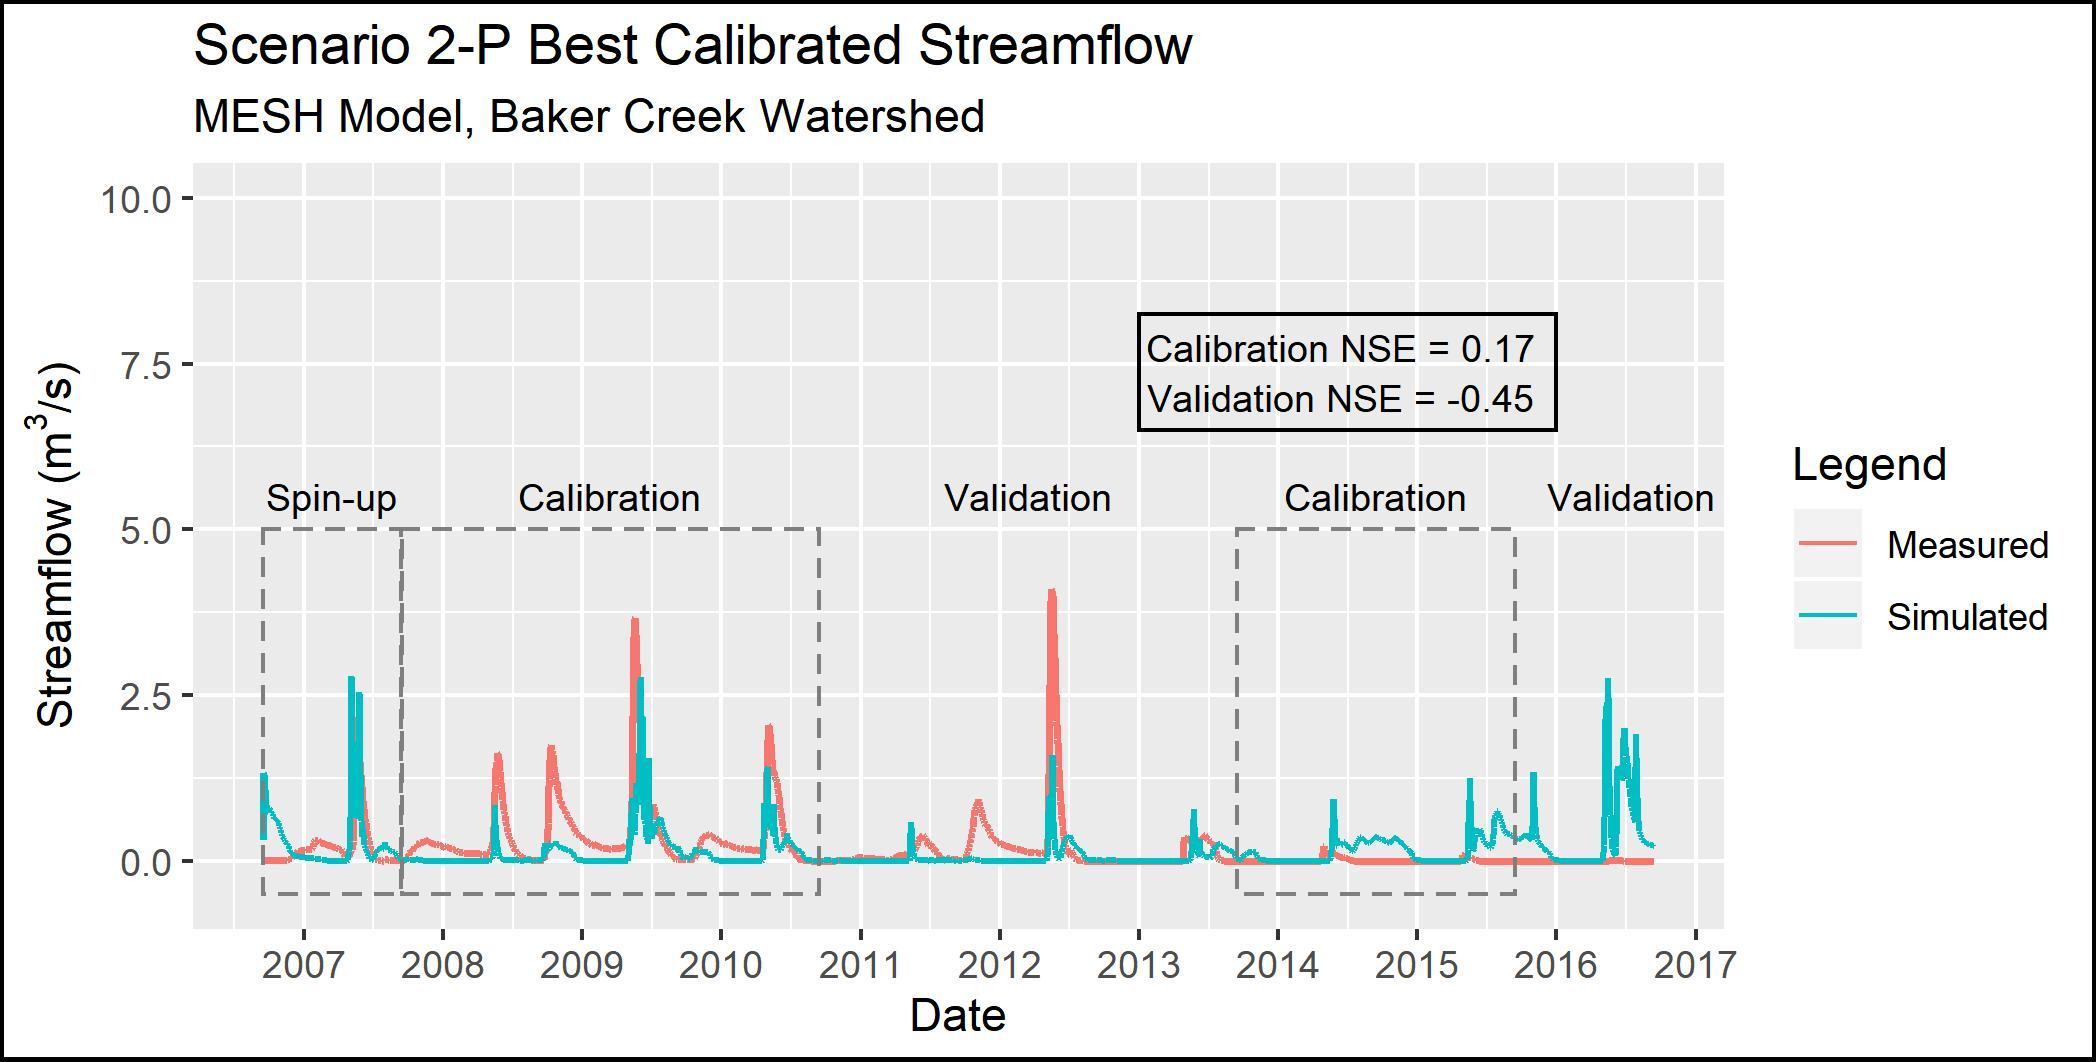 Scenario 2-P Best Calibrated Streamflow
MESH Model, Baker Creek Watershed
Streamflow (m³/s)
10.0
7.5
5.0
2.5
0.0
Calibration NSE = 0.17
Validation NSE = -0.45
Spin-up Calibration Validation Calibration Validation
2007 2008 2009 2010 2011 2012 2013 2014 2015 2016 2017
Date
Legend
Measured
Simulated